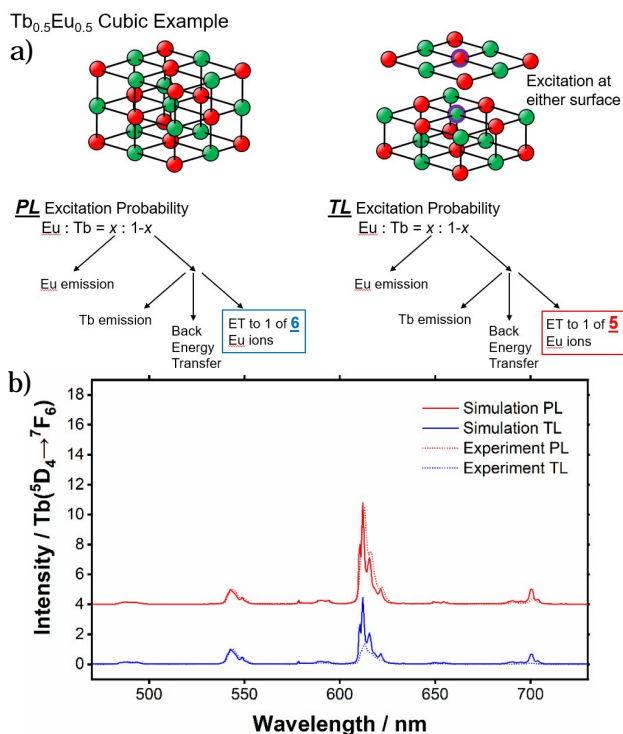 Tb0.5Eu0.5 Cubic Example
a)
Excitation at
either surface
PL Excitation Probability
Eu : Tb = x : 1-x
Eu emission
Tb emission
Back
Energy
Transfer
ET to 1 of 6
Eu ions
TL Excitation Probability
Eu : Tb = x : 1-x
Eu emission
Tb emission
Back
Energy
Transfer
ET to 1 of 5
Eu ions
b)
Intensity / Tb(⁵D₄→⁷F₆)
18
16
14
12
10
8
6
4
2
0
Simulation PL
Simulation TL
Experiment PL
Experiment TL
500
550
600
650
700
Wavelength / nm